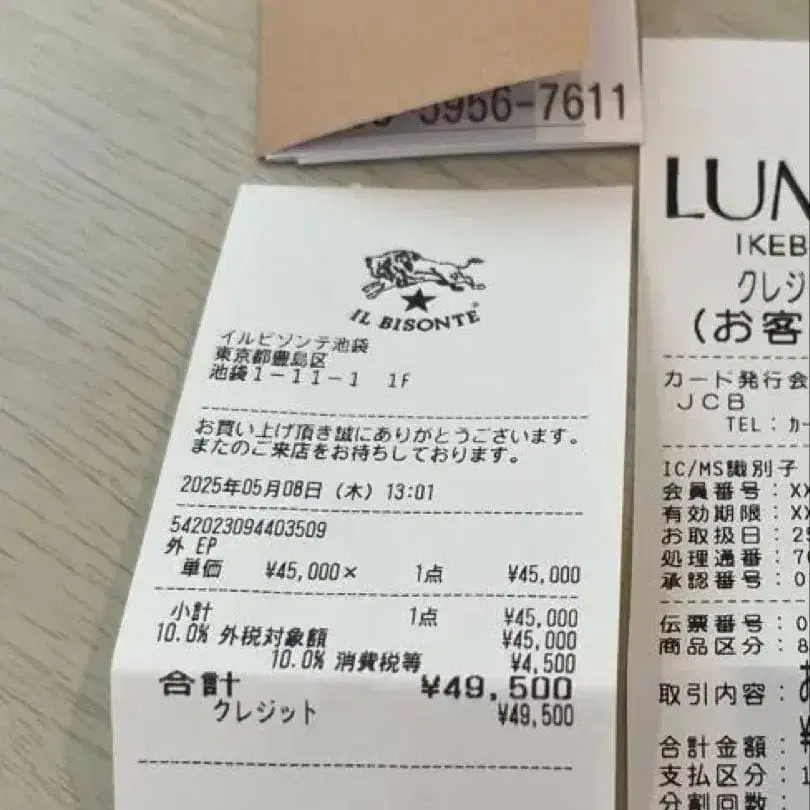 5956-7611
IL BISONTE
イルビゾンテ池袋
東京都豊島区
池袋1-11-1 1F
お買い上げ頂き誠にありがとうございます。
またのご来店をお待ちしております。
2025年05月08日 (木) 13:01
542023094403509
外 EP
単価 ¥45,000× 1点 ¥45,000
小計 1点 ¥45,000
10.0% 外税対象額 ¥45,000
10.0% 消費税等 ¥4,500
合計 ¥49,500
クレジット ¥49,500
LUM
IKEB
クレジ
(お客
カード発行会
JCB
TEL: カー
IC/MS識別子
会員番号: XX
有効期限: XX
お取扱日: 25
処理通番: 70
承認番号: 0
伝票番号: 0
商品区分: 8
取引内容: お
合計金額: ¥
支払区分: 1
分割回数: